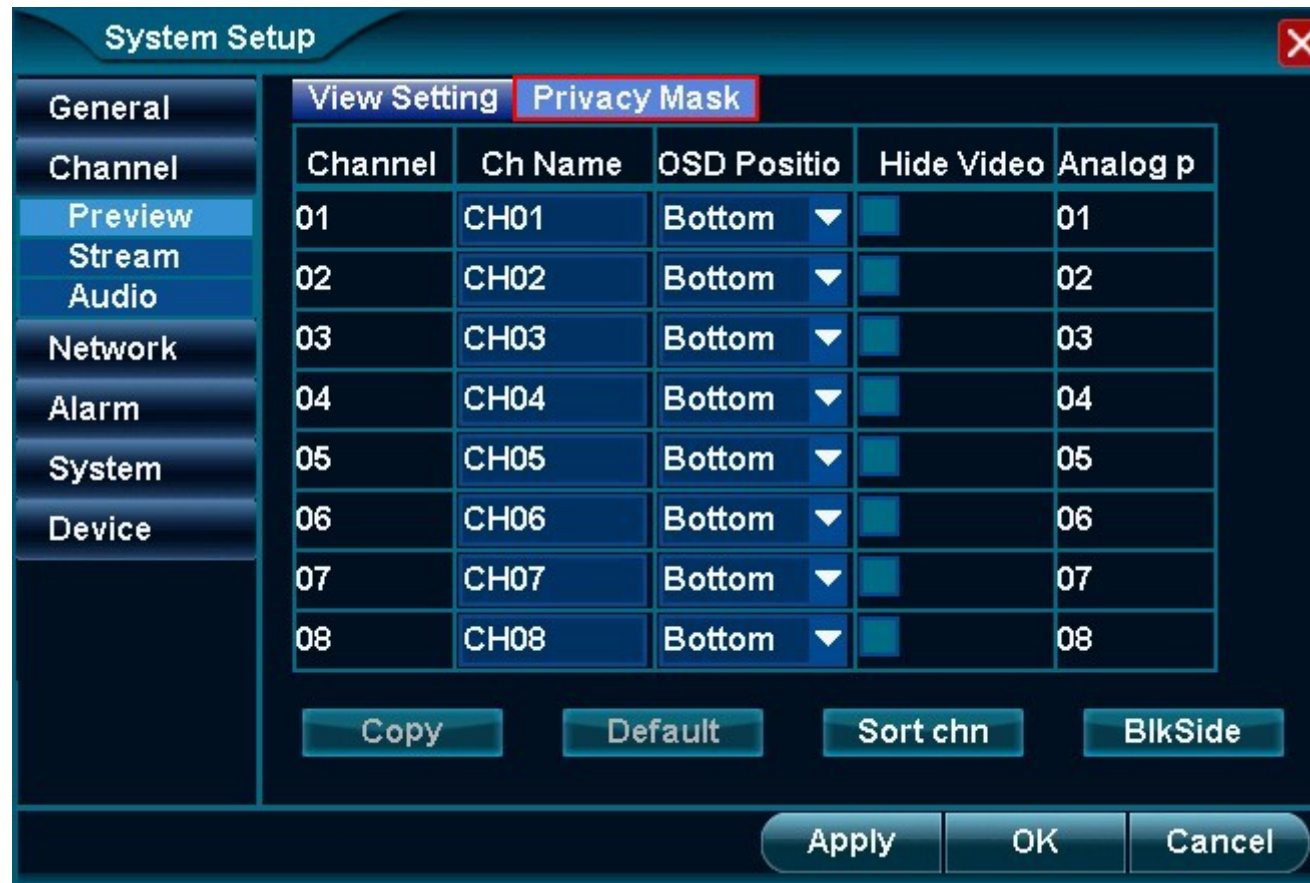 System Setup
General
Channel
Preview
Stream
Audio
Network
Alarm
System
Device
View Setting Privacy Mask
Channel Ch Name OSD Positio Hide Video Analog p
01 CH01 Bottom 01
02 CH02 Bottom 02
03 CH03 Bottom 03
04 CH04 Bottom 04
05 CH05 Bottom 05
06 CH06 Bottom 06
07 CH07 Bottom 07
08 CH08 Bottom 08
Copy Default Sort chn BlkSide
Apply OK Cancel